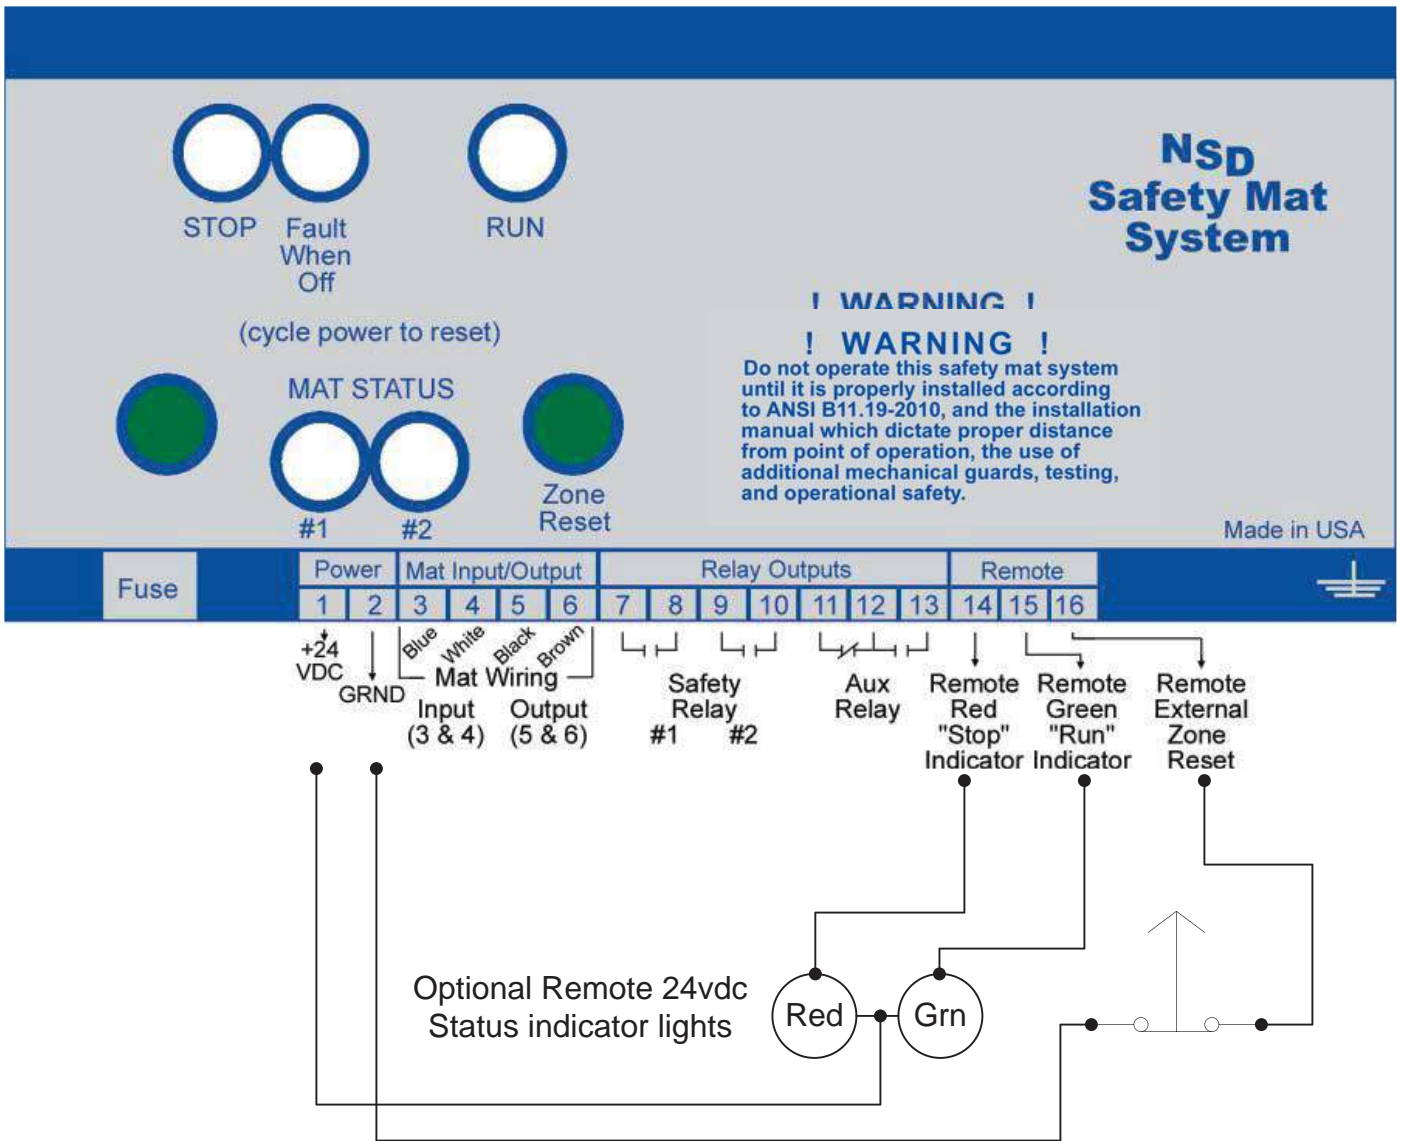 NSD
Safety Mat
System
STOP
Fault
When
Off
RUN
(cycle power to reset)
! WARNING !
! WARNING !
Do not operate this safety mat system
until it is properly installed according
to ANSI B11.19-2010, and the installation
manual which dictate proper distance
from point of operation, the use of
additional mechanical guards, testing,
and operational safety.
MAT STATUS
#1 #2
Zone
Reset
Made in USA
Fuse
Power Mat Input/Output Relay Outputs Remote
1 2 3 4 5 6 7 8 9 10 11 12 13 14 15 16
+24
VDC
GRND
Blue White Black Brown
Mat Wiring
Input
(3 & 4)
Output
(5 & 6)
Safety
Relay
#1 #2
Aux
Relay
Remote
Red
"Stop"
Indicator
Remote
Green
"Run"
Indicator
Remote
External
Zone
Reset
Optional Remote 24vdc
Status indicator lights
Red
Grn